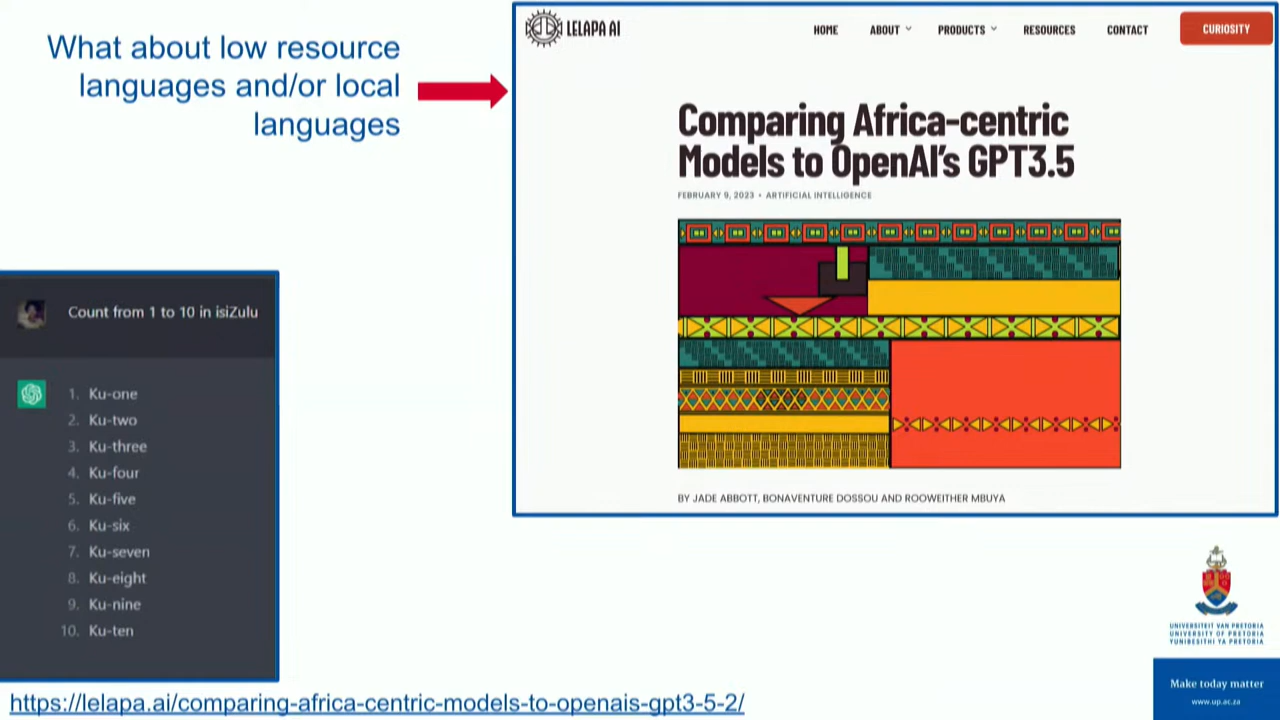 What about low resource
languages and/or local
languages
LELAPA AI
HOME ABOUT PRODUCTS RESOURCES CONTACT CURIOSITY
Comparing Africa-centric
Models to OpenAI's GPT3.5
FEBRUARY 9, 2023 • ARTIFICIAL INTELLIGENCE
BY JADE ABBOTT, BONAVENTURE DOSSOU AND ROOWEITHER MBUYA
Count from 1 to 10 in isiZulu
1. Ku-one
2. Ku-two
3. Ku-three
4. Ku-four
5. Ku-five
6. Ku-six
7. Ku-seven
8. Ku-eight
9. Ku-nine
10. Ku-ten
UNIVERSITEIT VAN PRETORIA
UNIVERSITY OF PRETORIA
YUNIBESITHI YA PRETORIA
Make today matter
www.up.ac.za
https://lelapa.ai/comparing-africa-centric-models-to-openais-gpt3-5-2/